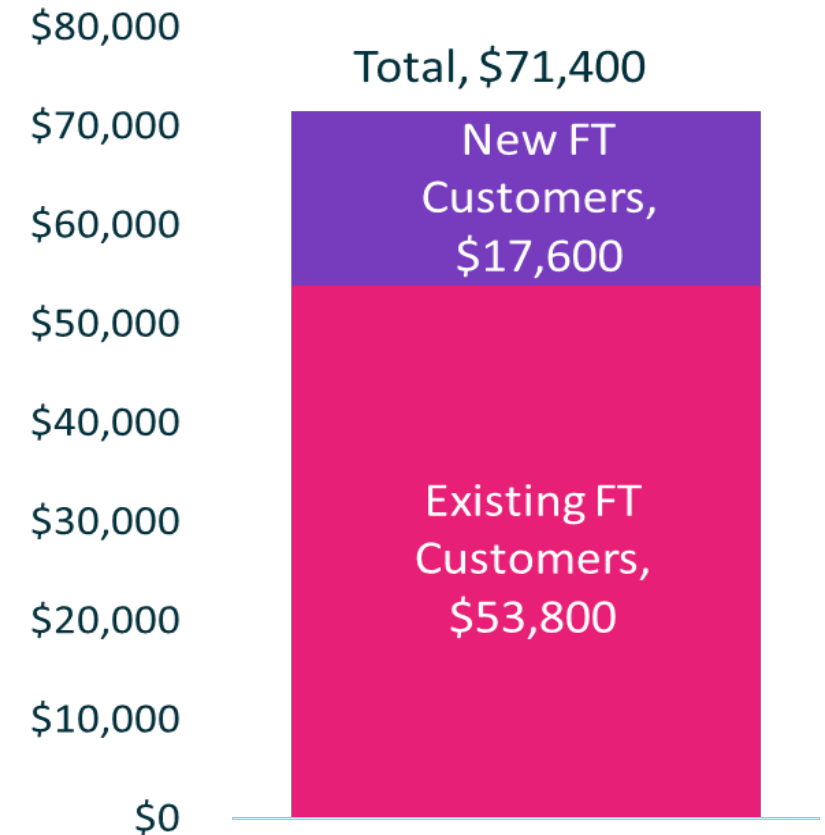 $80,000
Total, $71,400
$70,000
New FT
Customers,
$17,600
$60,000
$50,000
$40,000
$30,000
Existing FT
Customers,
$53,800
$20,000
$10,000
$0